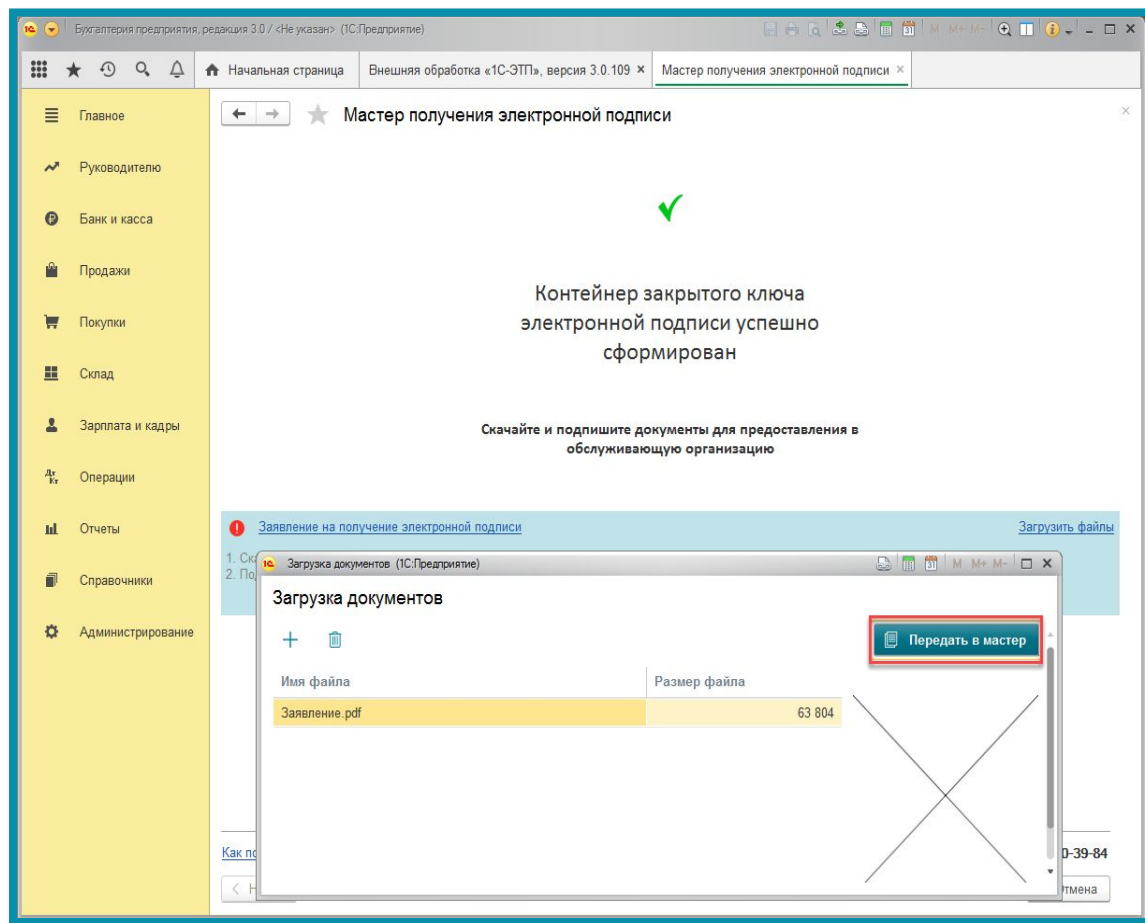 Бухгалтерия предприятия, редакция 3.0 / <Не указан> (1С:Предприятие)
M M+ M-
Начальная страница
Внешняя обработка «1С-ЭТП», версия 3.0.109
Мастер получения электронной подписи
Главное
Руководителю
Банк и касса
Продажи
Покупки
Склад
Зарплата и кадры
Операции
Отчеты
Справочники
Администрирование
Мастер получения электронной подписи
Контейнер закрытого ключа
электронной подписи успешно
сформирован
Скачайте и подпишите документы для предоставления в
обслуживающую организацию
Заявление на получение электронной подписи
Загрузить файлы
1.
2.
Загрузка документов (1С:Предприятие)
M M+ M-
Загрузка документов
Передать в мастер
Имя файла
Размер файла
Заявление.pdf
63 804
Как
0-39-84